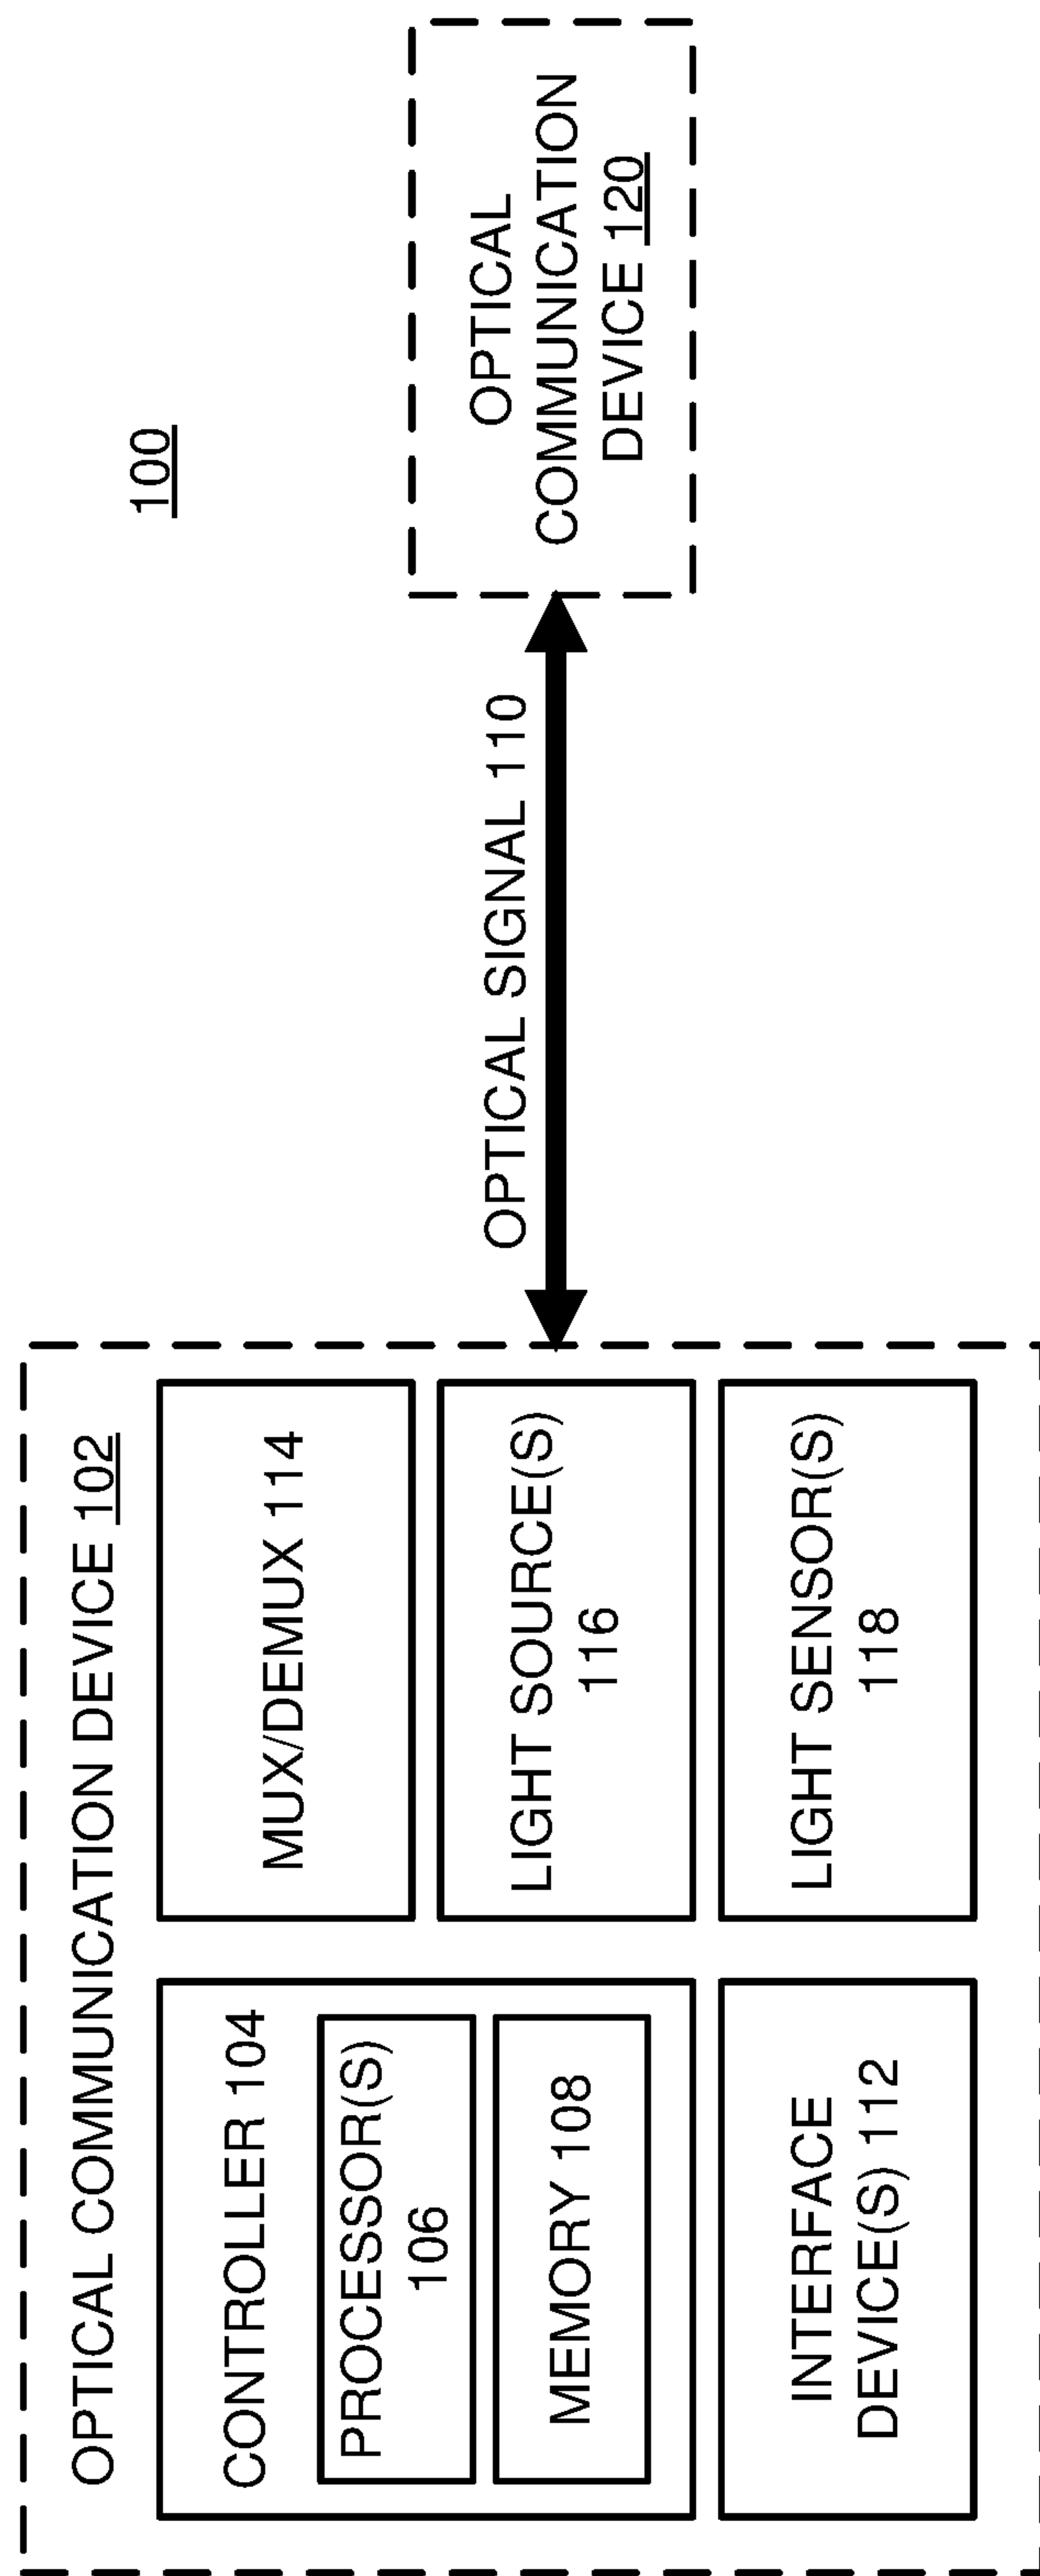 100
OPTICAL COMMUNICATION DEVICE 102
CONTROLLER 104
PROCESSOR(S)
106
MEMORY 108
INTERFACE
DEVICE(S) 112
MUX/DEMUX 114
LIGHT SOURCE(S)
116
LIGHT SENSOR(S)
118
OPTICAL SIGNAL 110
OPTICAL
COMMUNICATION
DEVICE 120